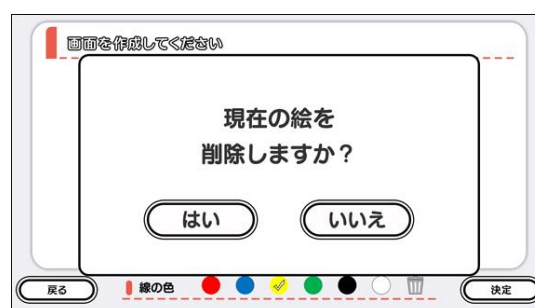 画面を作成してください
現在の絵を
削除しますか？
はい
いいえ
戻る
線の色
決定